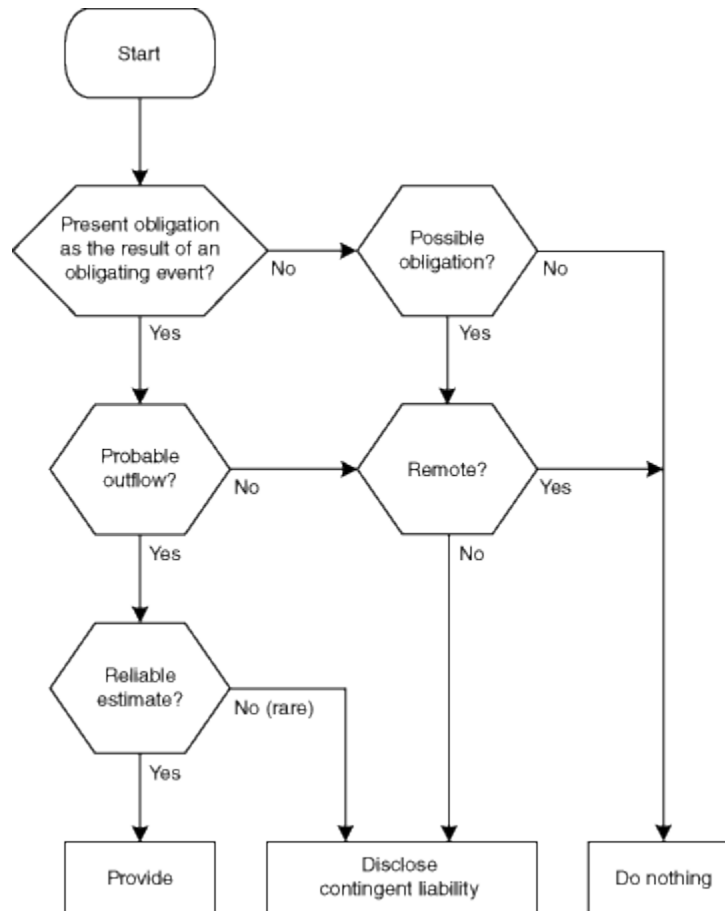 Start
Present obligation
as the result of an
obligating event?
No
Possible
obligation?
No
Yes
Yes
Probable
outflow?
No
Remote?
Yes
Yes
No
Reliable
estimate?
No (rare)
Yes
Provide
Disclose
contingent liability
Do nothing